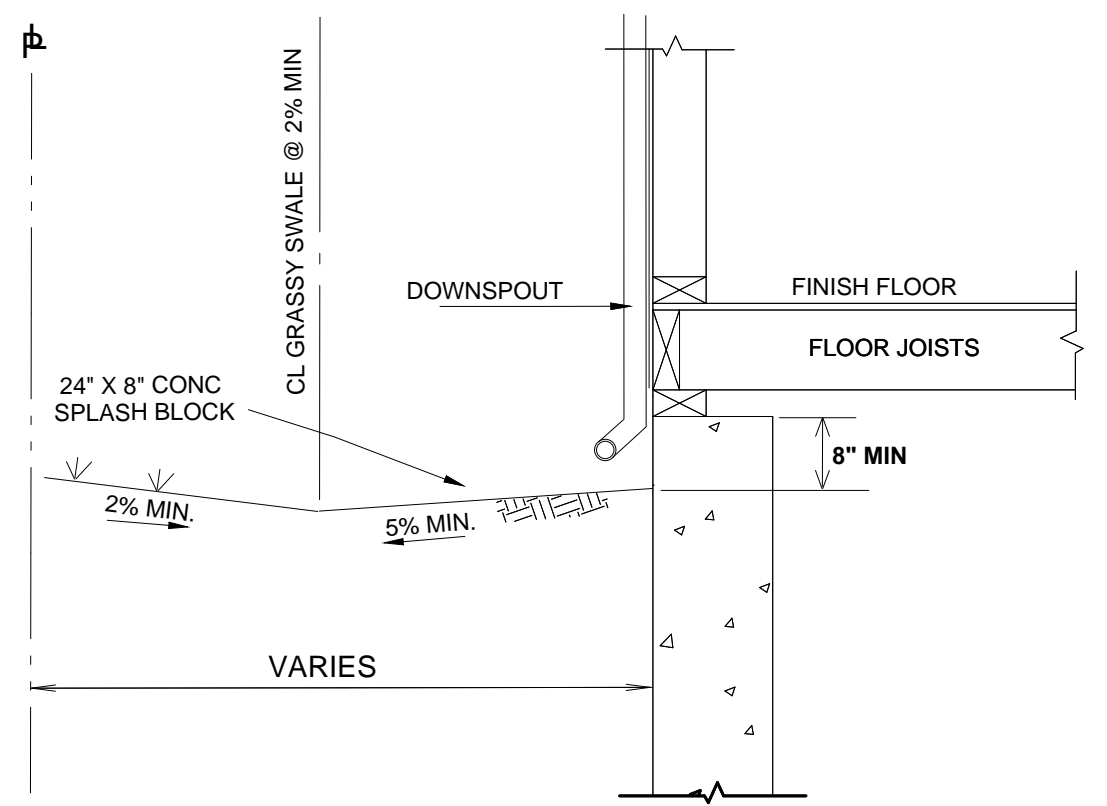 ℄
CL GRASSY SWALE @ 2% MIN
DOWNSPOUT
FINISH FLOOR
FLOOR JOISTS
24" X 8" CONC
SPLASH BLOCK
8" MIN
2% MIN.
5% MIN.
VARIES